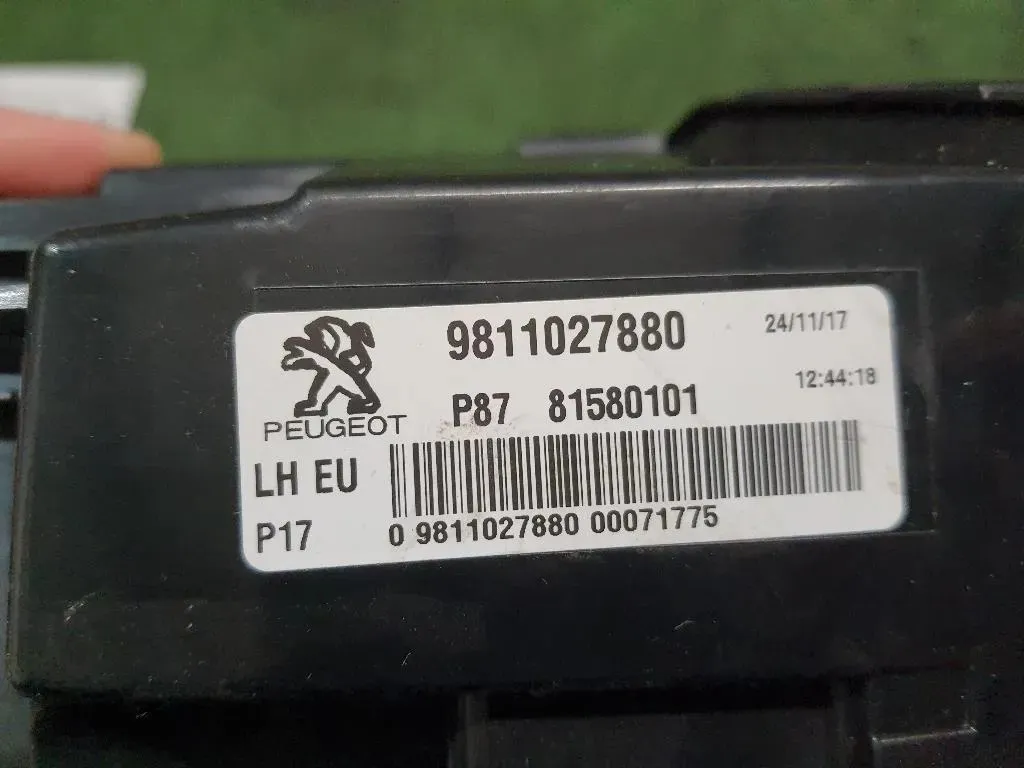 9811027880 24/11/17
P87 81580101 12:44:18
PEUGEOT
LH EU
P17 0 9811027880 00071775